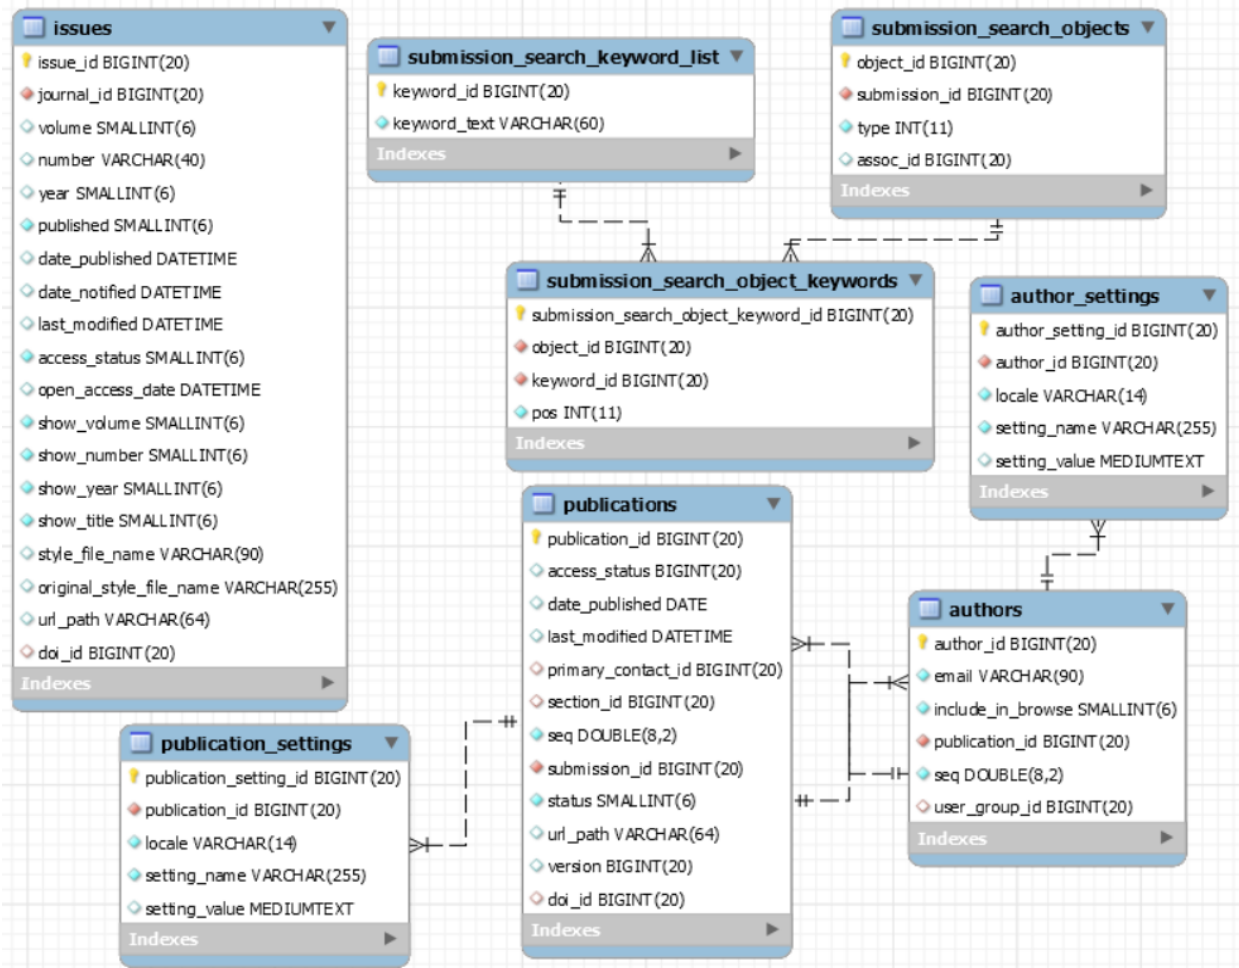 issues
issue_id BIGINT(20)
journal_id BIGINT(20)
volume SMALLINT(6)
number VARCHAR(40)
year SMALLINT(6)
published SMALLINT(6)
date_published DATETIME
date_notified DATETIME
last_modified DATETIME
access_status SMALLINT(6)
open_access_date DATETIME
show_volume SMALLINT(6)
show_number SMALLINT(6)
show_year SMALLINT(6)
show_title SMALLINT(6)
style_file_name VARCHAR(90)
original_style_file_name VARCHAR(255)
url_path VARCHAR(64)
doi_id BIGINT(20)
Indexes
submission_search_keyword_list
keyword_id BIGINT(20)
keyword_text VARCHAR(60)
Indexes
submission_search_objects
object_id BIGINT(20)
submission_id BIGINT(20)
type INT(11)
assoc_id BIGINT(20)
Indexes
submission_search_object_keywords
submission_search_object_keyword_id BIGINT(20)
object_id BIGINT(20)
keyword_id BIGINT(20)
pos INT(11)
Indexes
author_settings
author_setting_id BIGINT(20)
author_id BIGINT(20)
locale VARCHAR(14)
setting_name VARCHAR(255)
setting_value MEDIUMTEXT
Indexes
publications
publication_id BIGINT(20)
access_status BIGINT(20)
date_published DATE
last_modified DATETIME
primary_contact_id BIGINT(20)
section_id BIGINT(20)
seq DOUBLE(8,2)
submission_id BIGINT(20)
status SMALLINT(6)
url_path VARCHAR(64)
version BIGINT(20)
doi_id BIGINT(20)
Indexes
authors
author_id BIGINT(20)
email VARCHAR(90)
include_in_browse SMALLINT(6)
publication_id BIGINT(20)
seq DOUBLE(8,2)
user_group_id BIGINT(20)
Indexes
publication_settings
publication_setting_id BIGINT(20)
publication_id BIGINT(20)
locale VARCHAR(14)
setting_name VARCHAR(255)
setting_value MEDIUMTEXT
Indexes